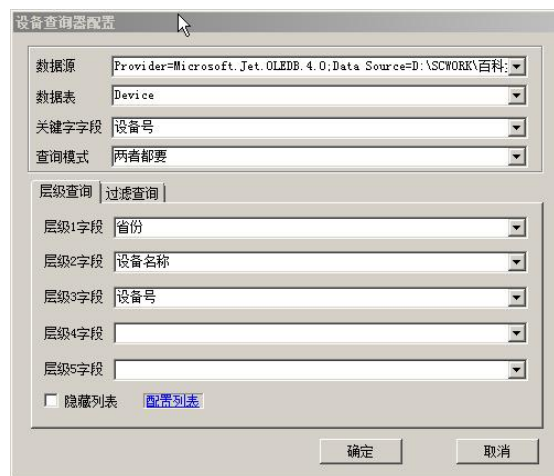 设备查询器配置
数据源 Provider=Microsoft.Jet.OLEDB.4.0;Data Source=D:\SCWORK\百科
数据表 Device
关键字字段 设备号
查询模式 两者都要
层级查询 过滤查询
层级1字段 省份
层级2字段 设备名称
层级3字段 设备号
层级4字段
层级5字段
隐藏列表 配置列表
确定 取消